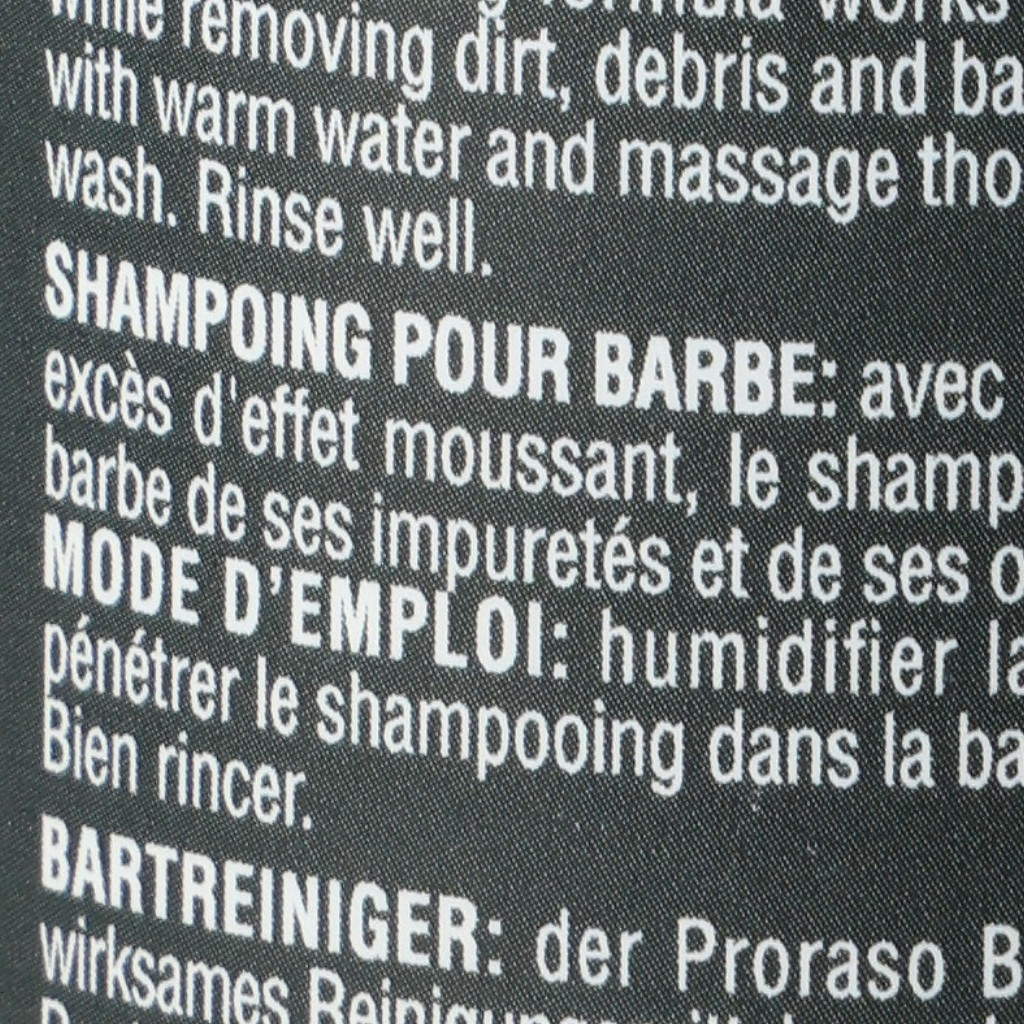 while removing dirt, debris and ba
with warm water and massage tho
wash. Rinse well.
SHAMPOING POUR BARBE: avec
excès d'effet moussant, le shamp
barbe de ses impuretés et de ses o
MODE D’EMPLOI: humidifier la
pénétrer le shampooing dans la ba
Bien rincer.
BARTREINIGER: der Proraso B
wirksames